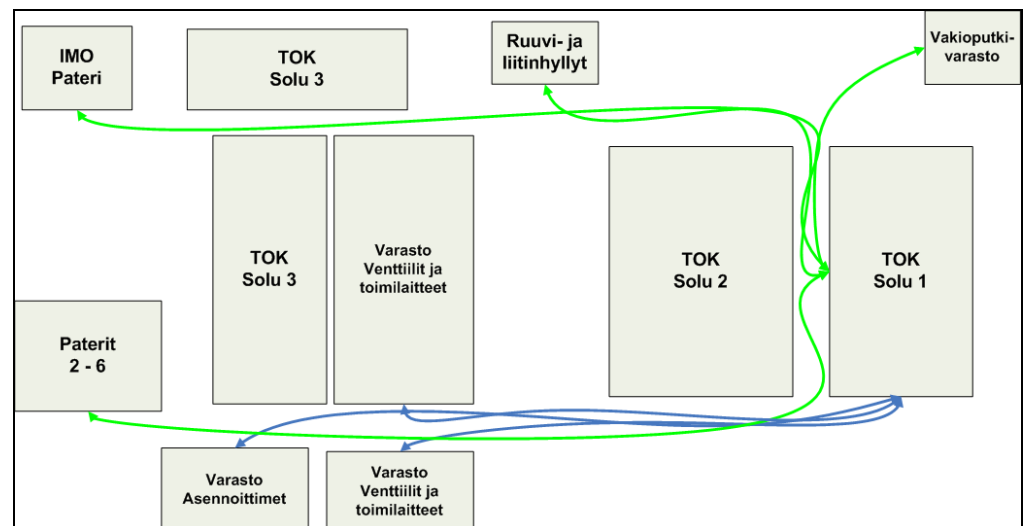 IMO
Pateri
TOK
Solu 3
Ruuvi- ja
liitinhyllyt
Vakioputki-
varasto
TOK
Solu 3
Varasto
Venttiilit ja
toimilaitteet
TOK
Solu 2
TOK
Solu 1
Paterit
2 - 6
Varasto
Asennoittimet
Varasto
Venttiilit ja
toimilaitteet